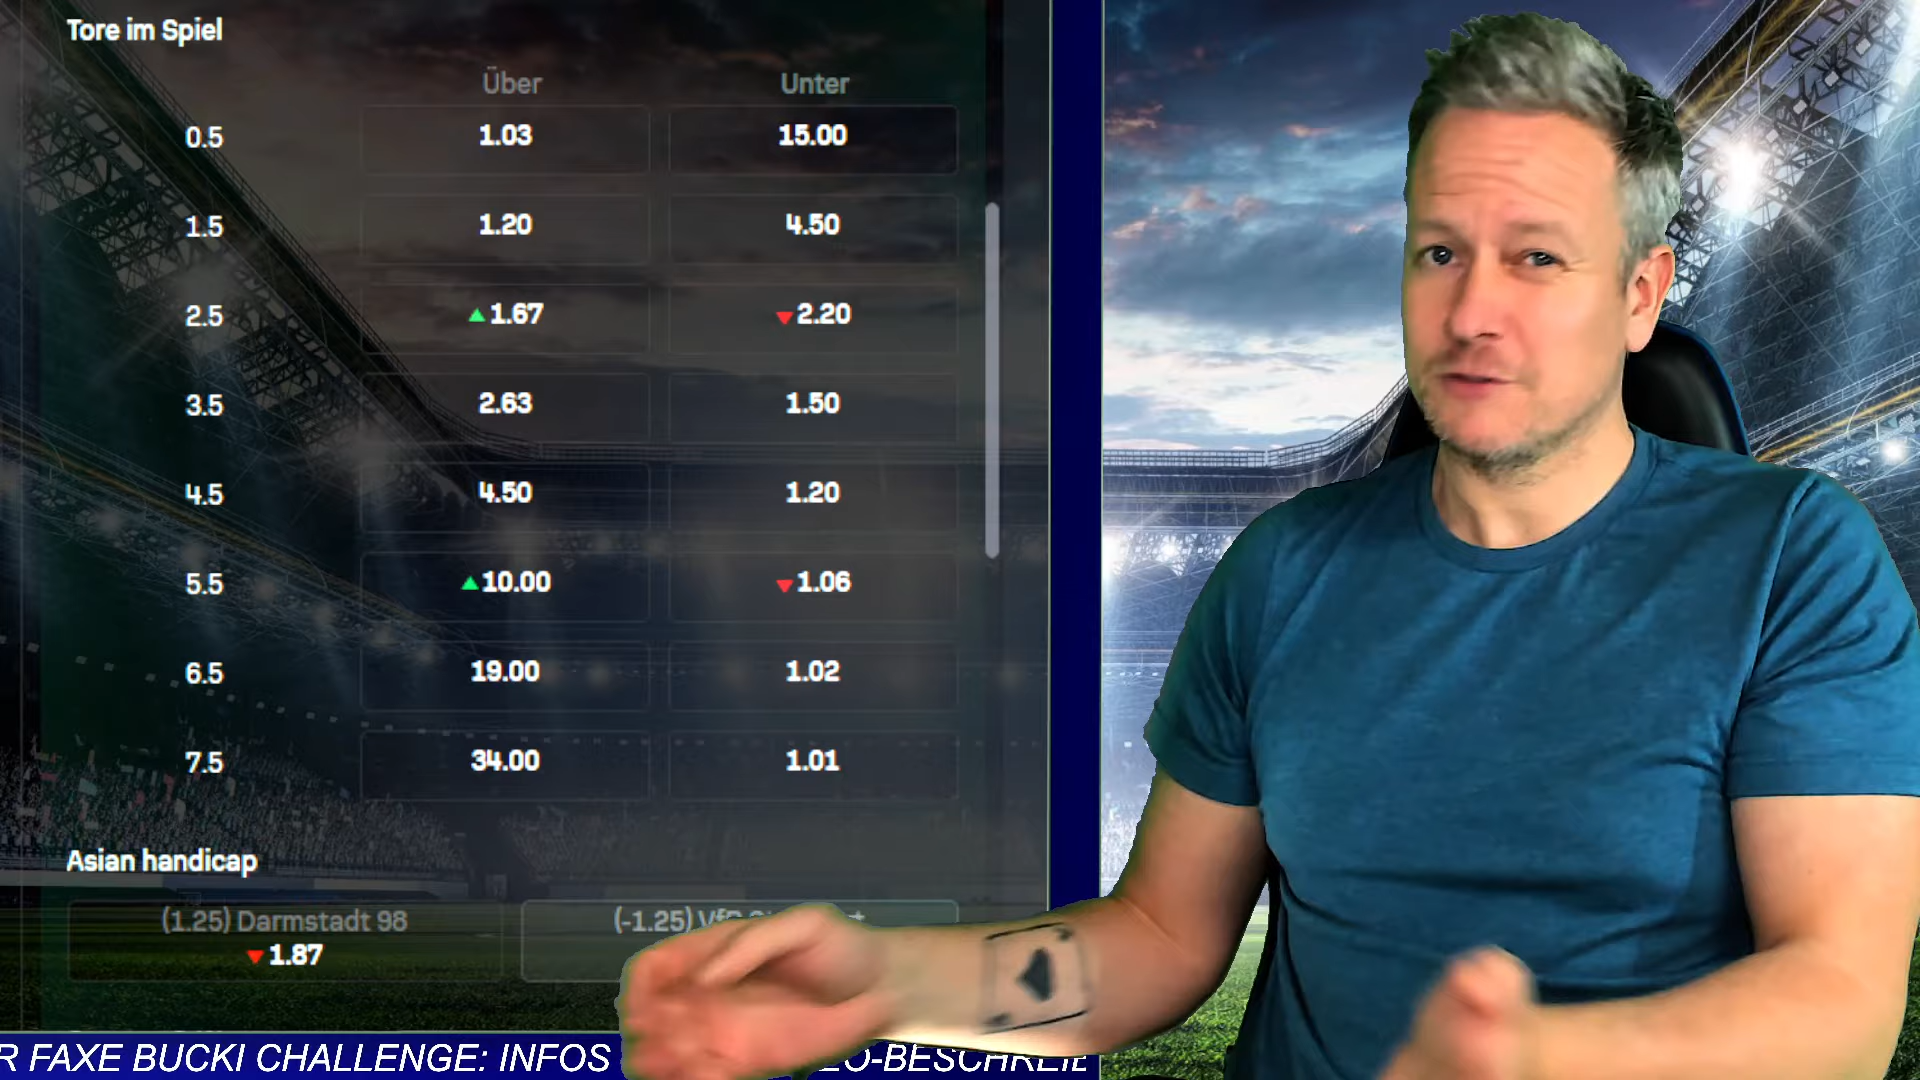 Tore im Spiel
Über Unter
0.5 1.03 15.00
1.5 1.20 4.50
2.5 1.67 2.20
3.5 2.63 1.50
4.5 4.50 1.20
5.5 10.00 1.06
6.5 19.00 1.02
7.5 34.00 1.01
Asian handicap
(1.25) Darmstadt 98 (-1.25)
1.87
R FAXE BUCKI CHALLENGE: INFOS